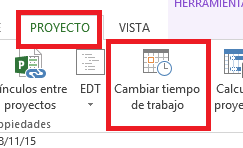 HERRAMIENTA
PROYECTO VISTA
ínculos entre proyectos
EDT
Cambiar tiempo de trabajo
Calcu proye
opiedades
3/11/15